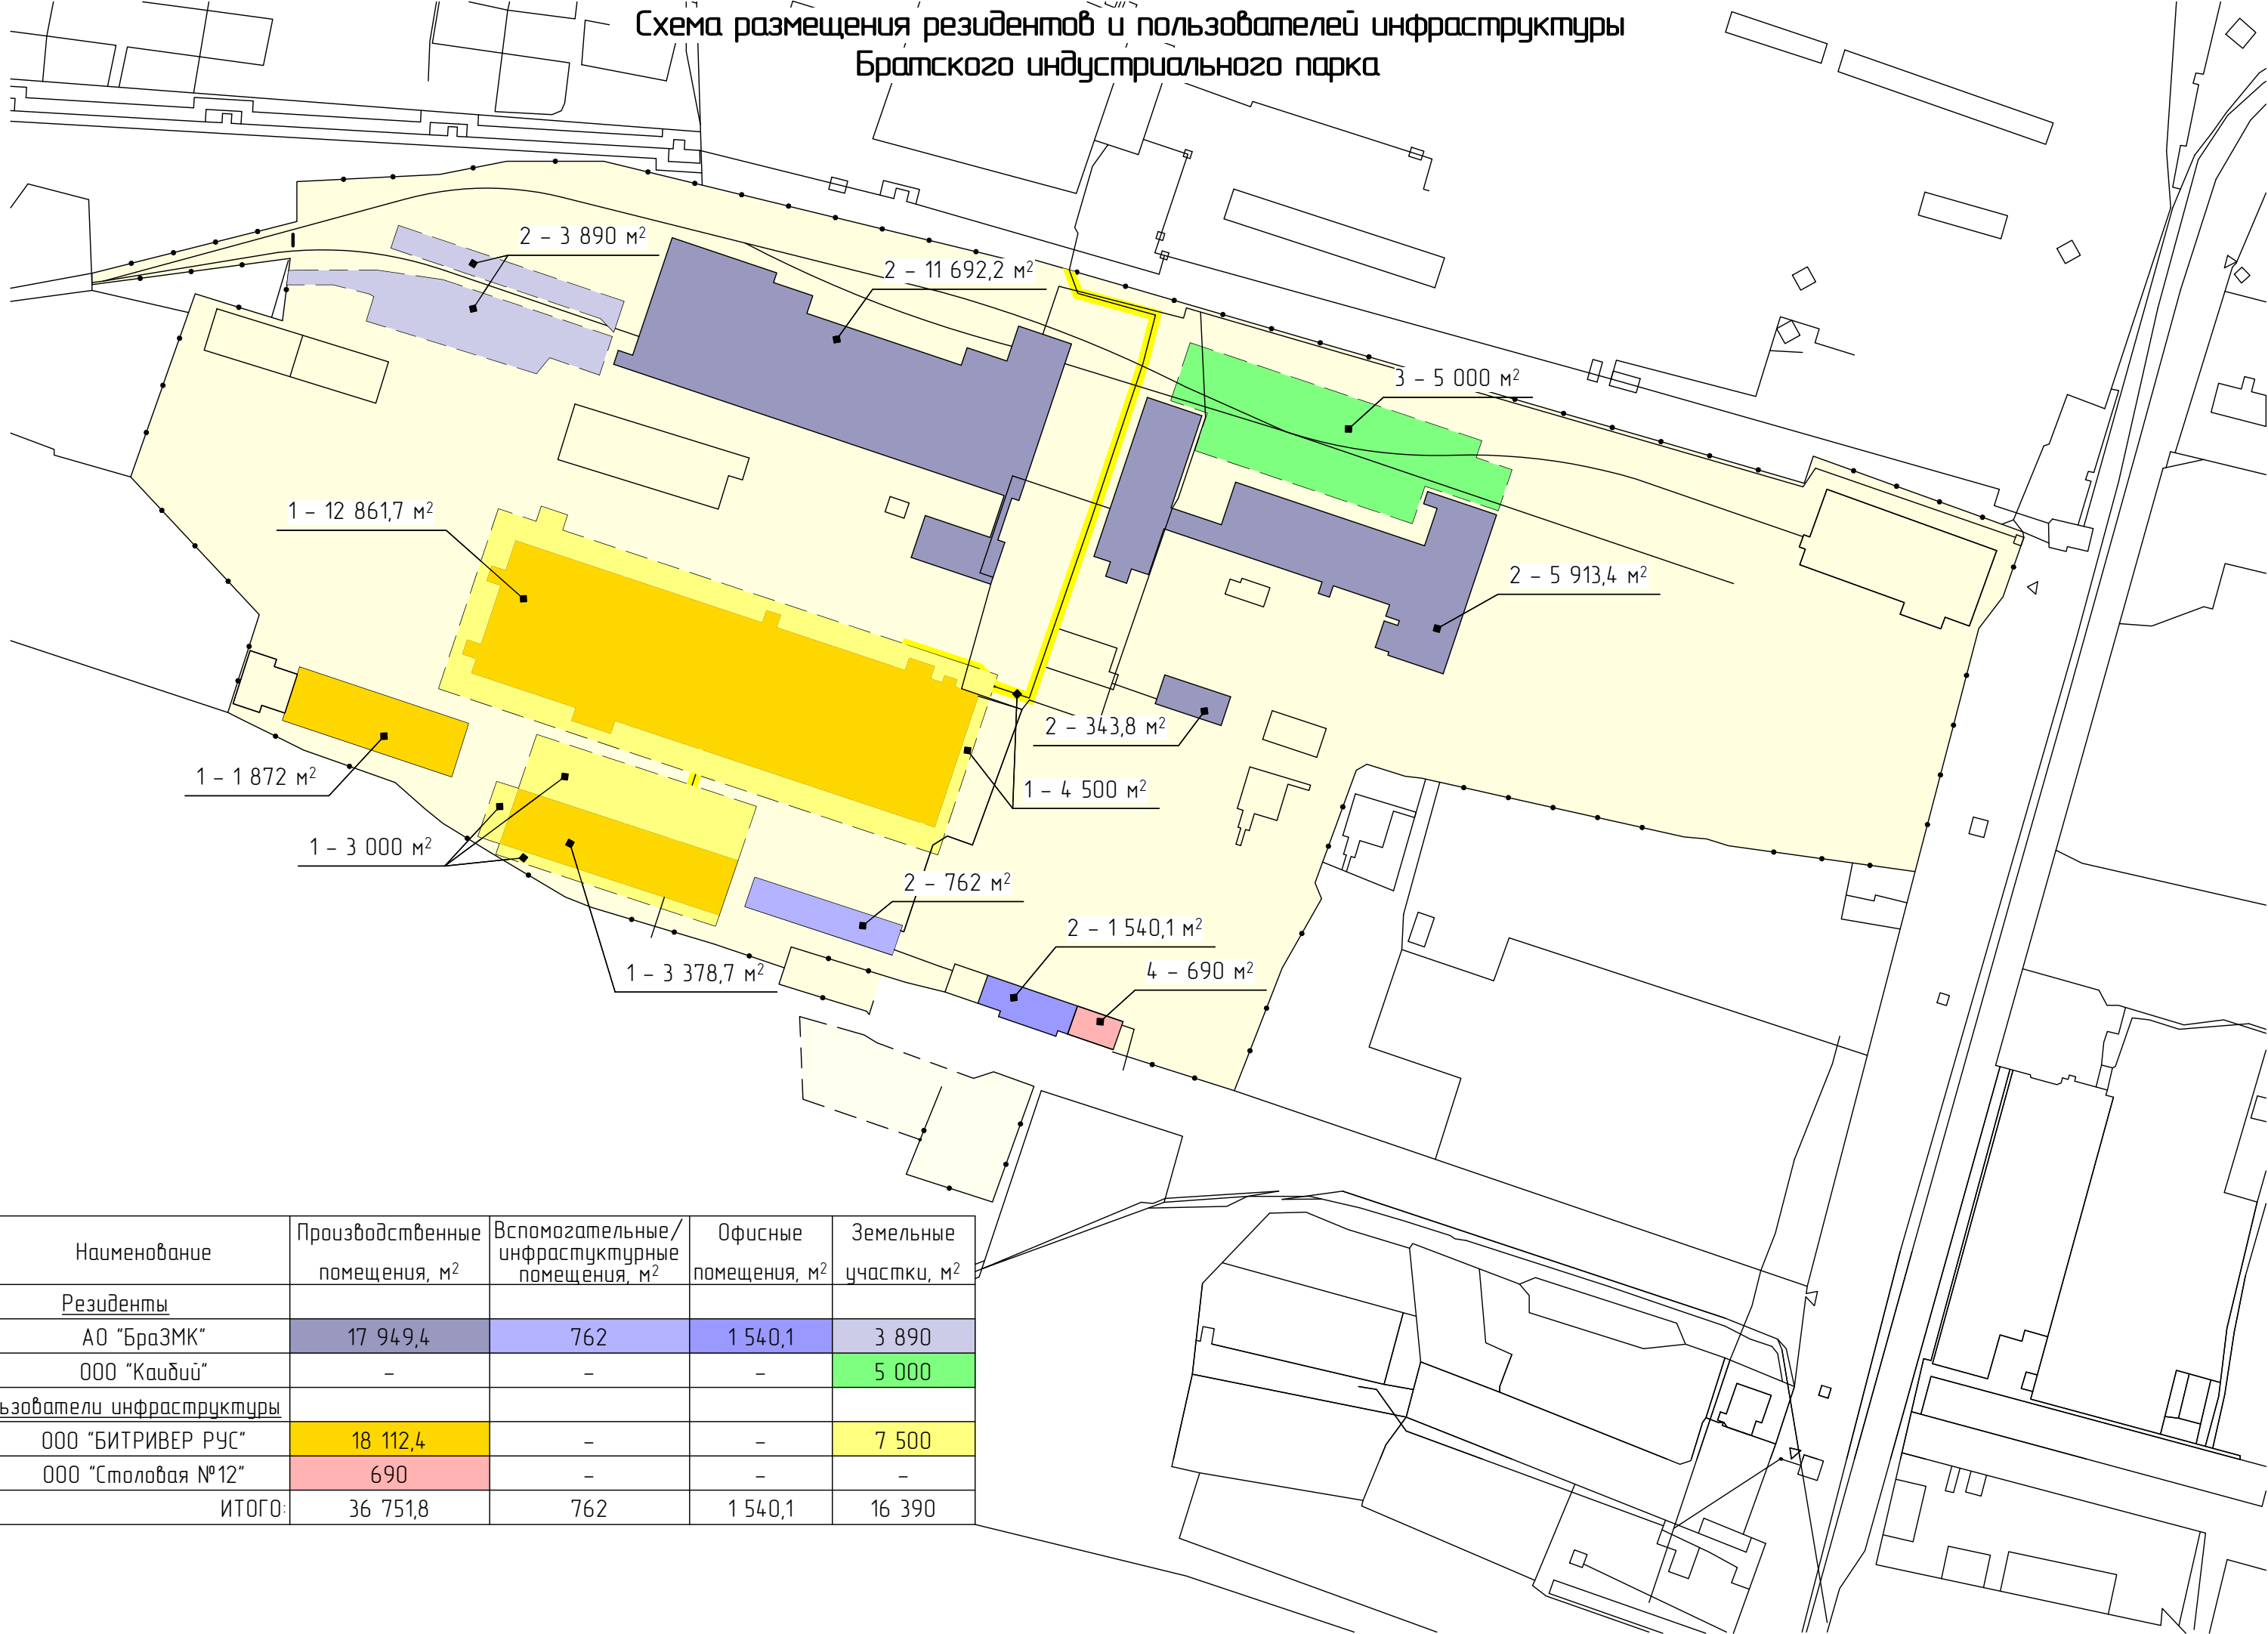 Схема размещения резидентов и пользователей инфраструктуры
Братского индустриального парка
2 – 3 890 м²
2 – 11 692,2 м²
3 – 5 000 м²
1 – 12 861,7 м²
2 – 5 913,4 м²
2 – 343,8 м²
1 – 1 872 м²
1 – 4 500 м²
1 – 3 000 м²
2 – 762 м²
2 – 1 540,1 м²
1 – 3 378,7 м²
4 – 690 м²
Наименование
Производственные помещения, м²
Вспомогательные/ инфрастуктурные помещения, м²
Офисные помещения, м²
Земельные участки, м²
Резиденты
АО "БраЗМК" 17 949,4 762 1 540,1 3 890
ООО "Каибий" – – – 5 000
ьзователи инфраструктуры
ООО "БИТРИВЕР РУС" 18 112,4 – – 7 500
ООО "Столовая №12" 690 – – –
ИТОГО: 36 751,8 762 1 540,1 16 390